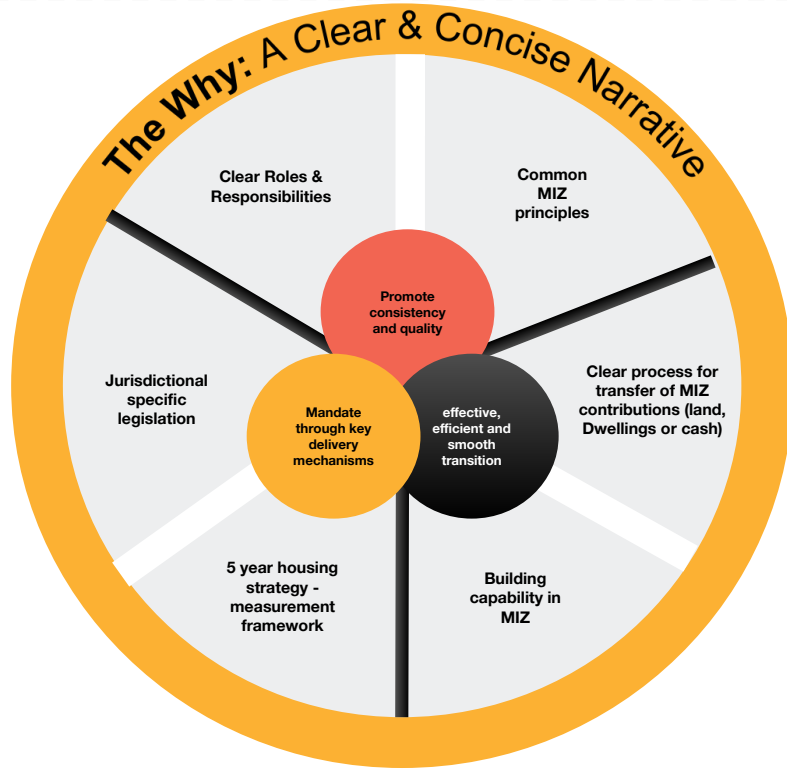 The Why: A Clear & Concise Narrative
Clear Roles &
Responsibilities
Common
MIZ
principles
Promote
consistency
and quality
Jurisdictional
specific
legislation
Clear process for
transfer of MIZ
contributions (land,
Dwellings or cash)
Mandate
through key
delivery
mechanisms
effective,
efficient and
smooth
transition
5 year housing
strategy -
measurement
framework
Building
capability in
MIZ